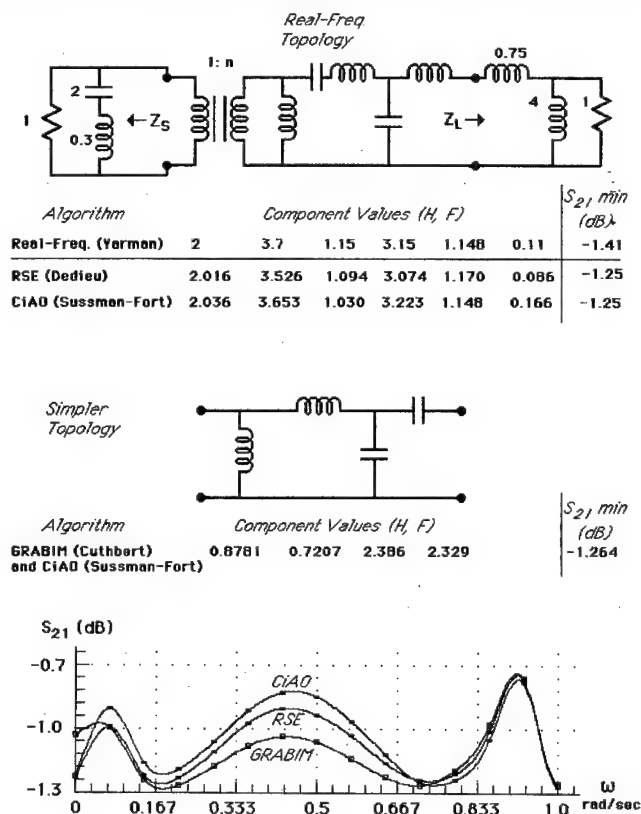 Real-Freq.
Topology
1: n
0.75
2
1
←Zs
0.3
ZL→
4
1
Algorithm Component Values (H, F) S21 min (dB)
Real-Freq. (Yarman) 2 3.7 1.15 3.15 1.148 0.11 -1.41
RSE (Dedieu) 2.016 3.526 1.094 3.074 1.170 0.086 -1.25
CiAO (Sussman-Fort) 2.036 3.653 1.030 3.223 1.148 0.166 -1.25
Simpler
Topology
Algorithm Component Values (H, F) S21 min (dB)
GRABIM (Cuthbert) 0.8781 0.7207 2.386 2.329 -1.264
and CiAO (Sussman-Fort)
S21 (dB)
-0.7
-1.0
-1.3
CiAO
RSE
GRABIM
0 0.167 0.333 0.5 0.667 0.833 1.0
ω
rad/sec